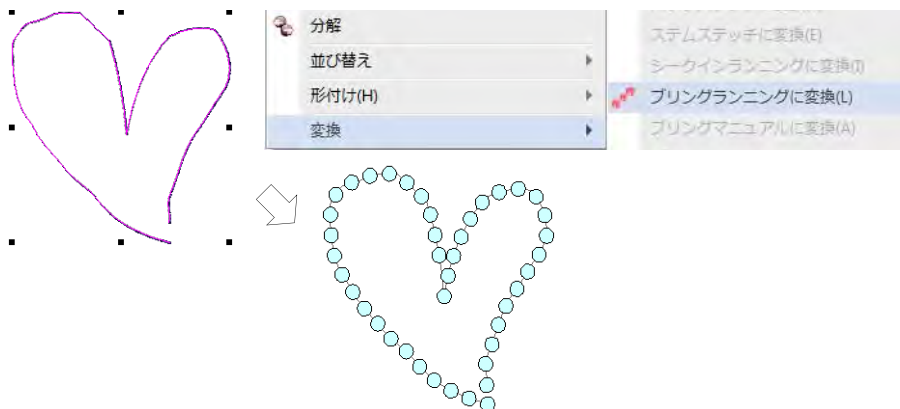 分解
並び替え
形付け(H)
変換
ステムステッチに変換(E)
シークインランニングに変換(I)
ブリングランニングに変換(L)
ブリングマニュアルに変換(A)